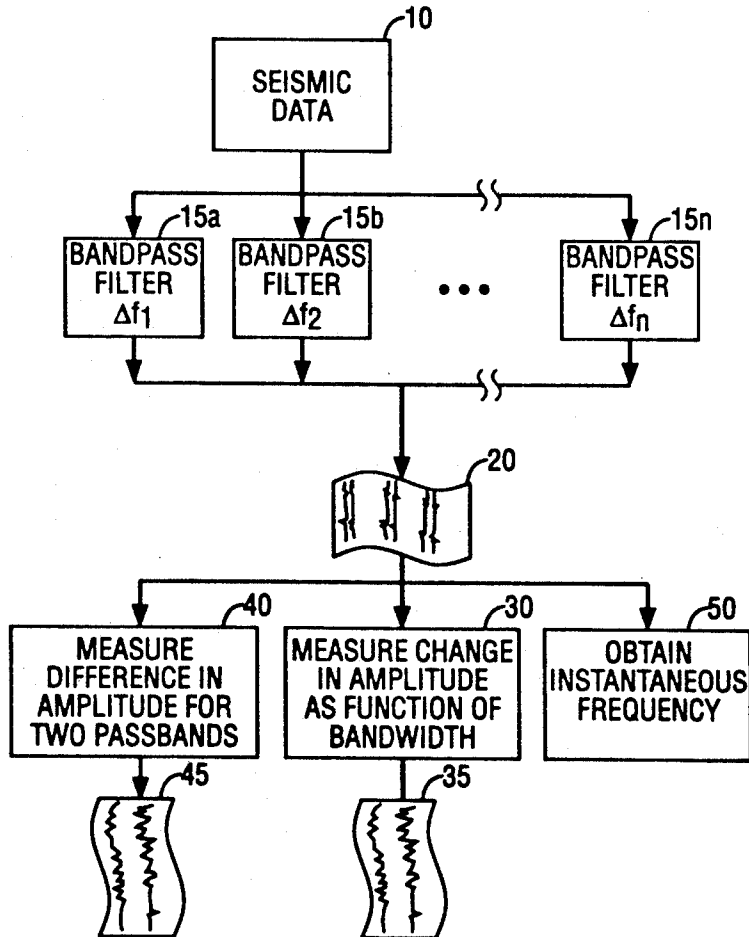 10
SEISMIC
DATA
15a
15b
15n
BANDPASS
FILTER
Δf1
BANDPASS
FILTER
Δf2
•••
BANDPASS
FILTER
Δfn
20
40
30
50
MEASURE
DIFFERENCE IN
AMPLITUDE FOR
TWO PASSBANDS
MEASURE CHANGE
IN AMPLITUDE
AS FUNCTION OF
BANDWIDTH
OBTAIN
INSTANTANEOUS
FREQUENCY
45
35